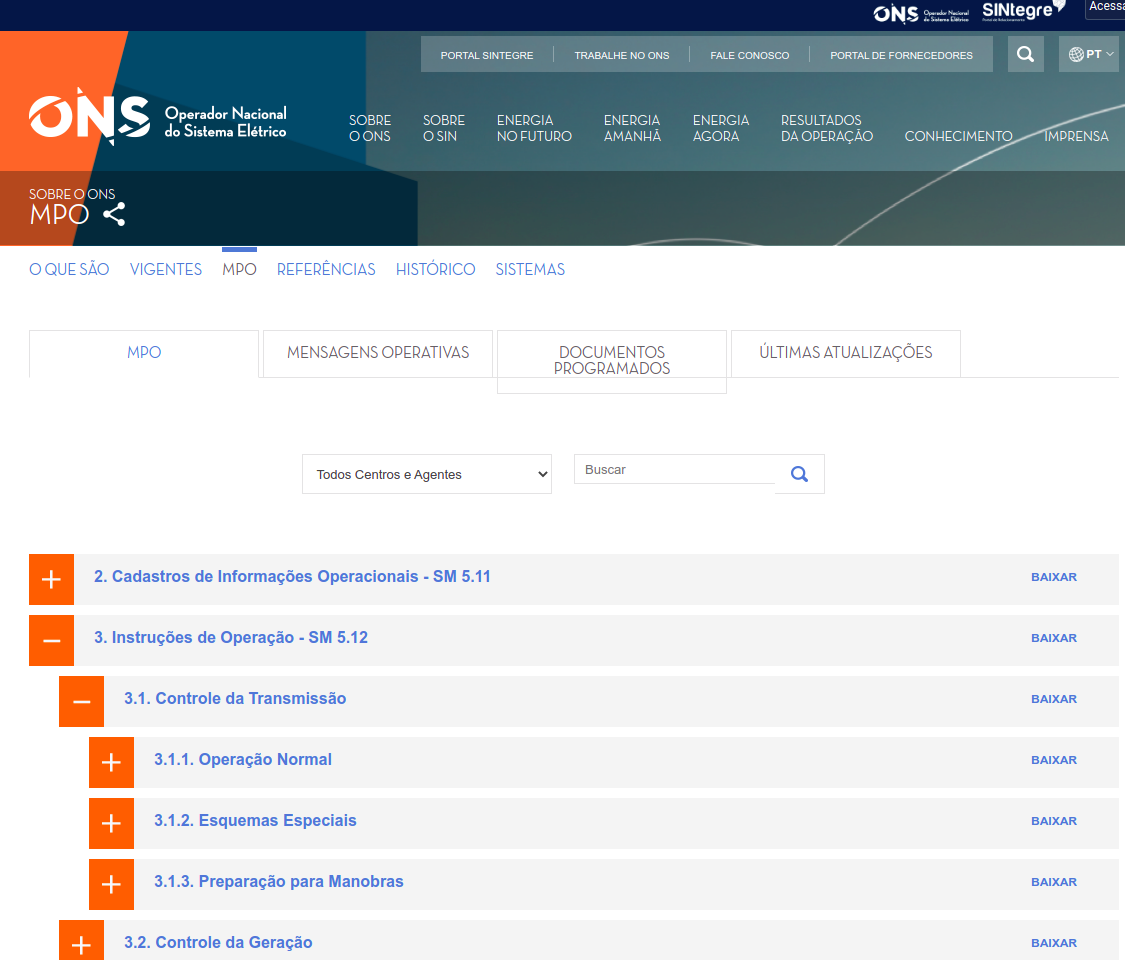 ONS Operador Nacional do Sistema Elétrico
SINtegre
Acessa
PORTAL SINTEGRE
TRABALHE NO ONS
FALE CONOSCO
PORTAL DE FORNECEDORES
PT
ONS
Operador Nacional
do Sistema Elétrico
SOBRE
O ONS
SOBRE
O SIN
ENERGIA
NO FUTURO
ENERGIA
AMANHÃ
ENERGIA
AGORA
RESULTADOS
DA OPERAÇÃO
CONHECIMENTO
IMPRENSA
SOBRE O ONS
MPO
O QUE SÃO
VIGENTES
MPO
REFERÊNCIAS
HISTÓRICO
SISTEMAS
MPO
MENSAGENS OPERATIVAS
DOCUMENTOS
PROGRAMADOS
ÚLTIMAS ATUALIZAÇÕES
Todos Centros e Agentes
Buscar
2. Cadastros de Informações Operacionais - SM 5.11 BAIXAR
3. Instruções de Operação - SM 5.12 BAIXAR
3.1. Controle da Transmissão BAIXAR
3.1.1. Operação Normal BAIXAR
3.1.2. Esquemas Especiais BAIXAR
3.1.3. Preparação para Manobras BAIXAR
3.2. Controle da Geração BAIXAR